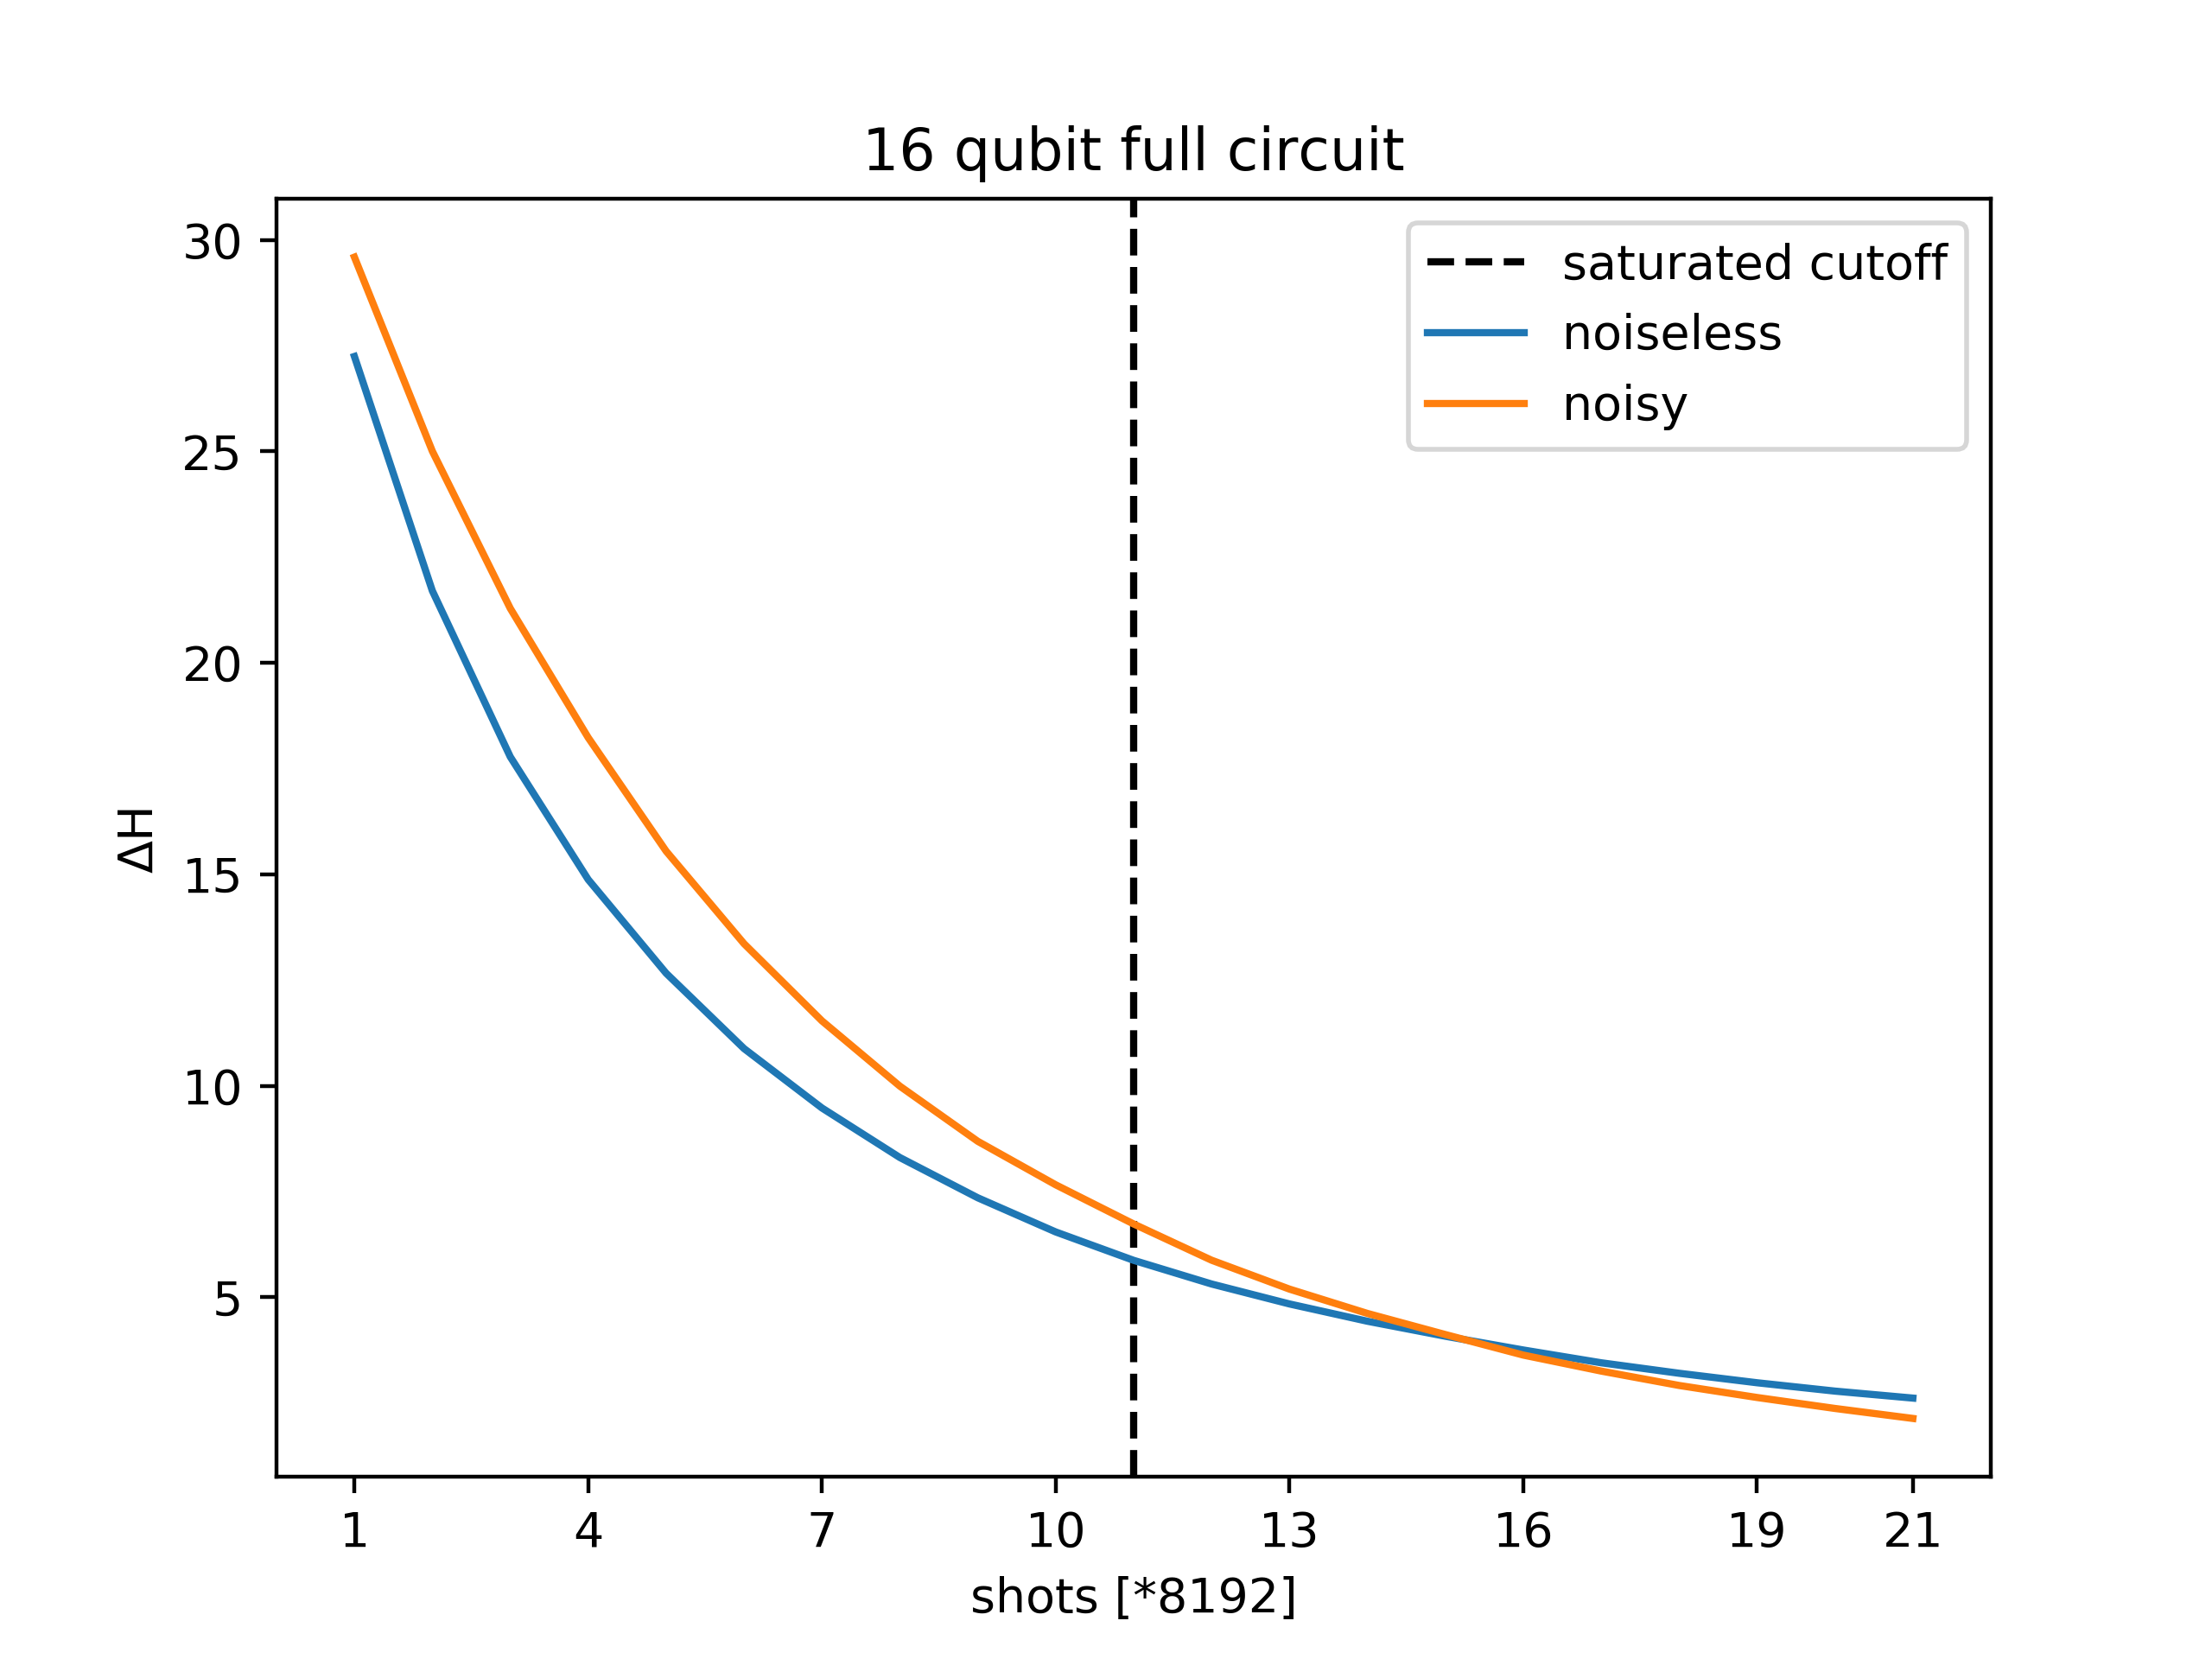 16 qubit full circuit
saturated cutoff
noiseless
noisy
30
25
20
15
10
5
ΔH
1 4 7 10 13 16 19 21
shots [*8192]